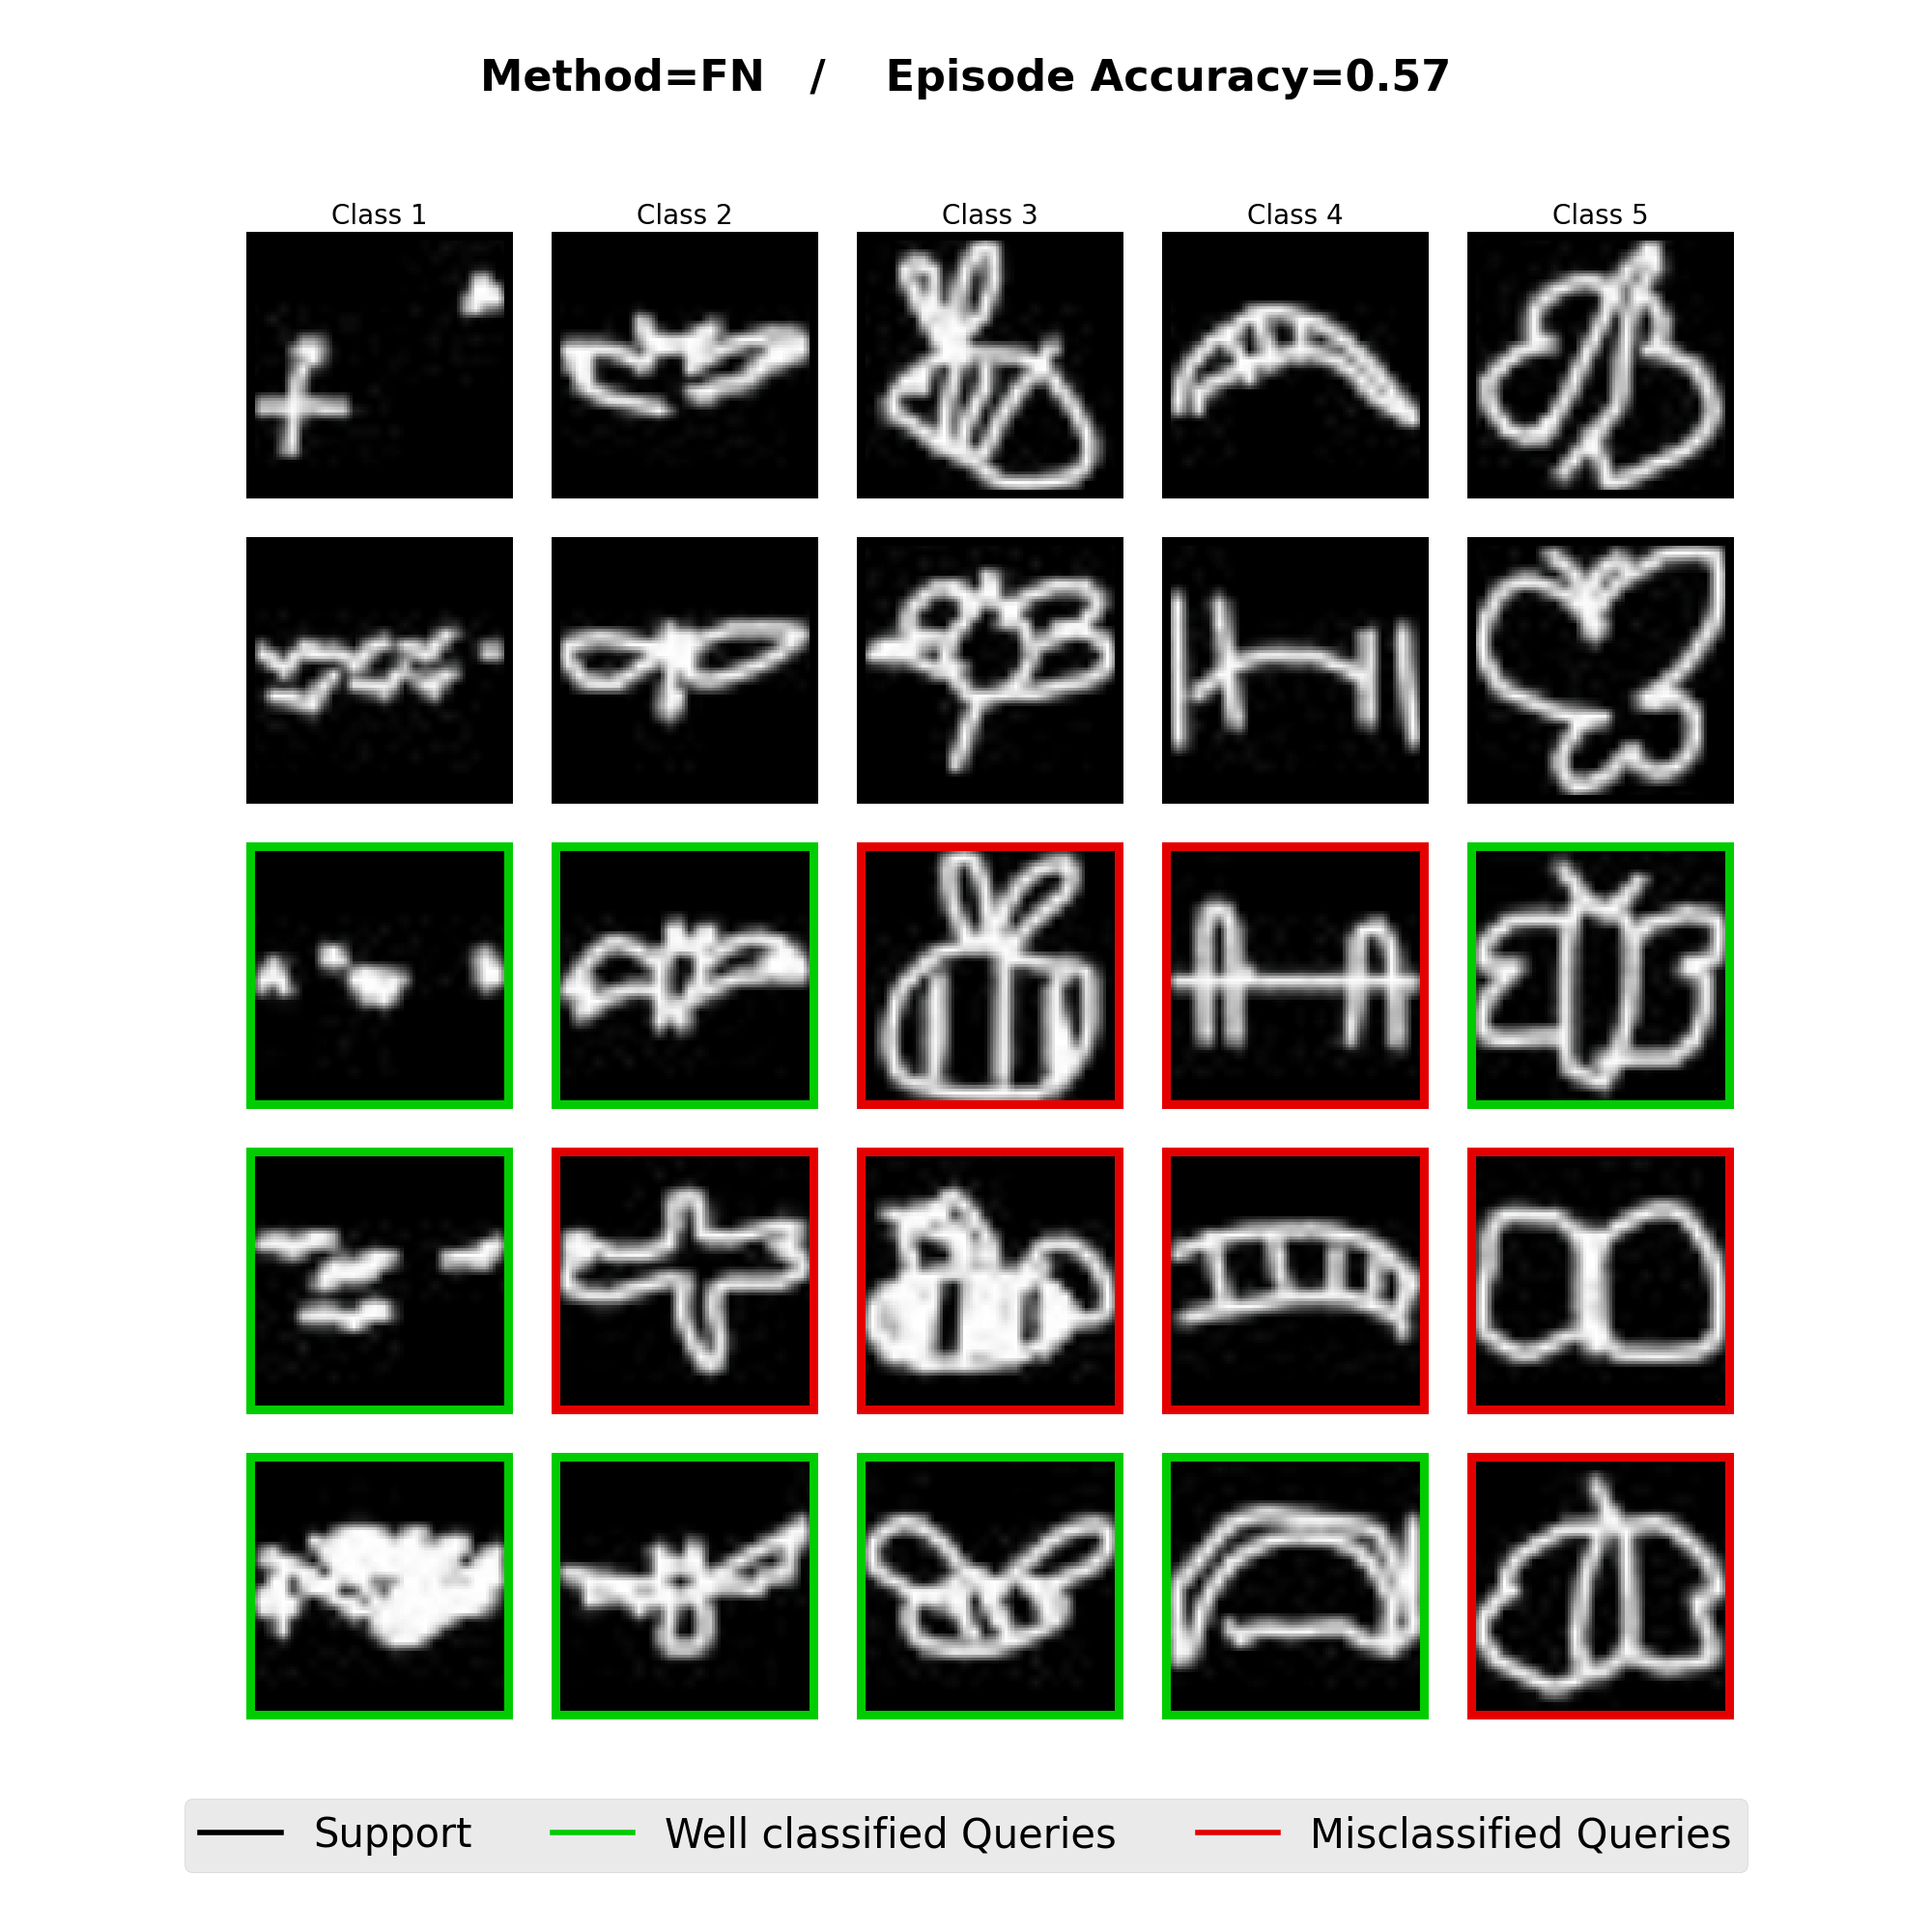 Method=FN / Episode Accuracy=0.57
Class 1 Class 2 Class 3 Class 4 Class 5
Support Well classified Queries Misclassified Queries